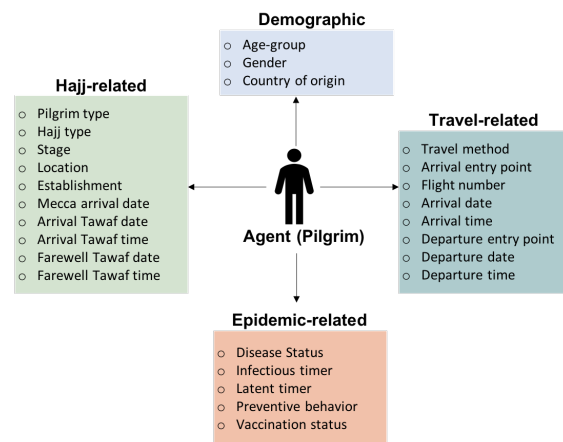 Demographic
o Age-group
o Gender
o Country of origin
Hajj-related
o Pilgrim type
o Hajj type
o Stage
o Location
o Establishment
o Mecca arrival date
o Arrival Tawaf date
o Arrival Tawaf time
o Farewell Tawaf date
o Farewell Tawaf time
Agent (Pilgrim)
Travel-related
o Travel method
o Arrival entry point
o Flight number
o Arrival date
o Arrival time
o Departure entry point
o Departure date
o Departure time
Epidemic-related
o Disease Status
o Infectious timer
o Latent timer
o Preventive behavior
o Vaccination status